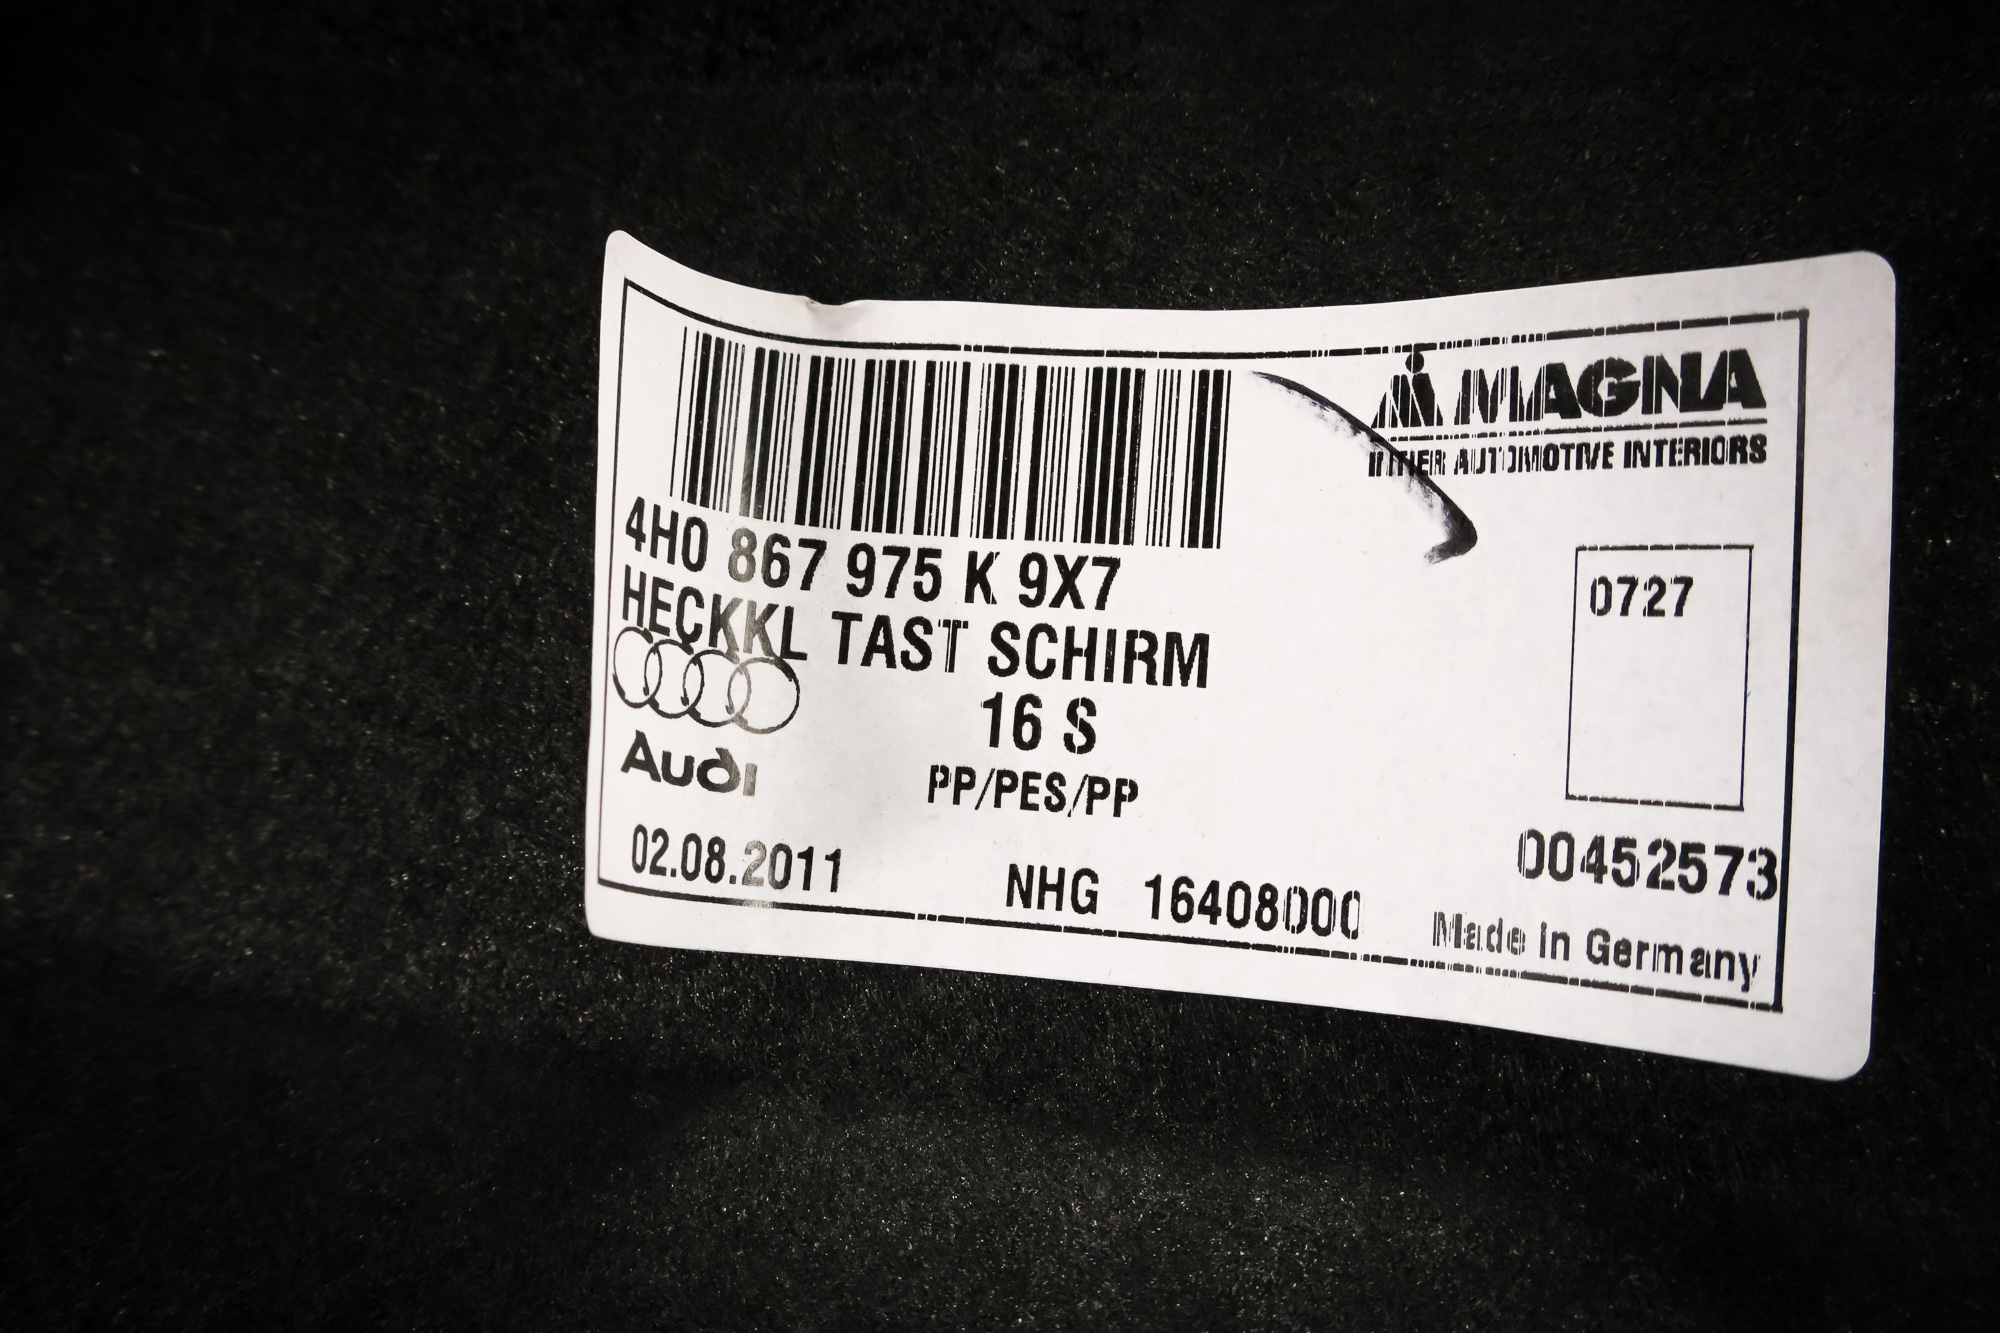 MAGNA
INTIER AUTOMOTIVE INTERIORS
4H0 867 975 K 9X7
HECKKL TAST SCHIRM
16 S
0727
Audi
PP/PES/PP
00452573
02.08.2011
NHG 16408000
Made in Germany